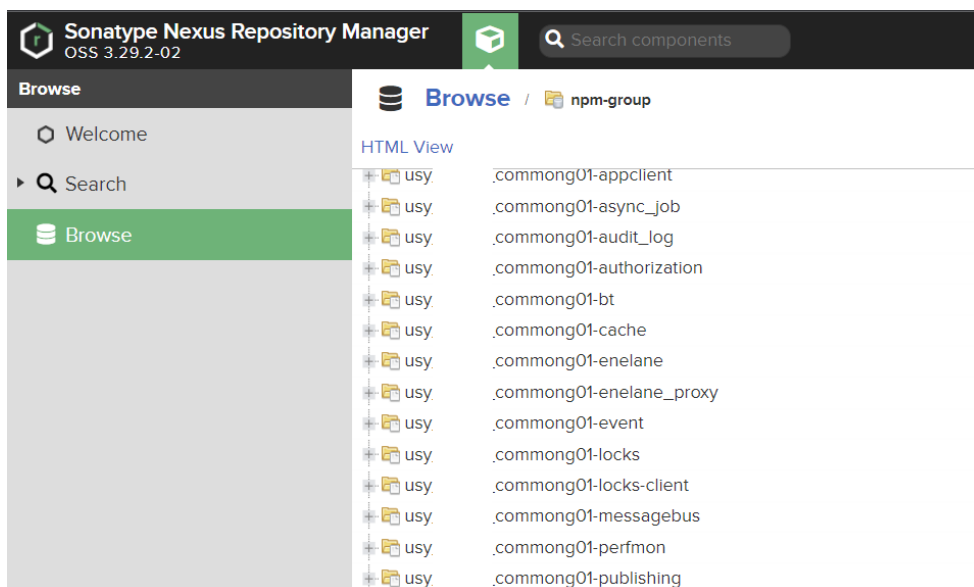 Sonatype Nexus Repository Manager
OSS 3.29.2-02
Search components
Browse
Welcome
Search
Browse
Browse / npm-group
HTML View
usy .commong01-appclient
usy .commong01-async_job
usy .commong01-audit_log
usy .commong01-authorization
usy .commong01-bt
usy .commong01-cache
usy .commong01-enelane
usy .commong01-enelane_proxy
usy .commong01-event
usy .commong01-locks
usy .commong01-locks-client
usy .commong01-messagebus
usy .commong01-perfmon
usy .commong01-publishing